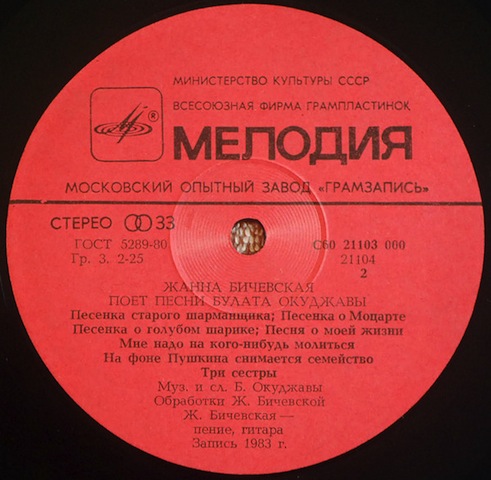 МИНИСТЕРСТВО КУЛЬТУРЫ СССР
ВСЕСОЮЗНАЯ ФИРМА ГРАМПЛАСТИНОК
®
МЕЛОДИЯ
МОСКОВСКИЙ ОПЫТНЫЙ ЗАВОД «ГРАМЗАПИСЬ»
СТЕРЕО 33
ГОСТ 5289-80 С60 21103 000
Гр. 3. 2-25 21104
2
ЖАННА БИЧЕВСКАЯ
ПОЕТ ПЕСНИ БУЛАТА ОКУДЖАВЫ
Песенка старого шарманщика; Песенка о Моцарте
Песенка о голубом шарике; Песня о моей жизни
Мне надо на кого-нибудь молиться
На фоне Пушкина снимается семейство
Три сестры
Муз. и сл. Б. Окуджавы
Обработки Ж. Бичевской
Ж. Бичевская —
пение, гитара
Запись 1983 г.